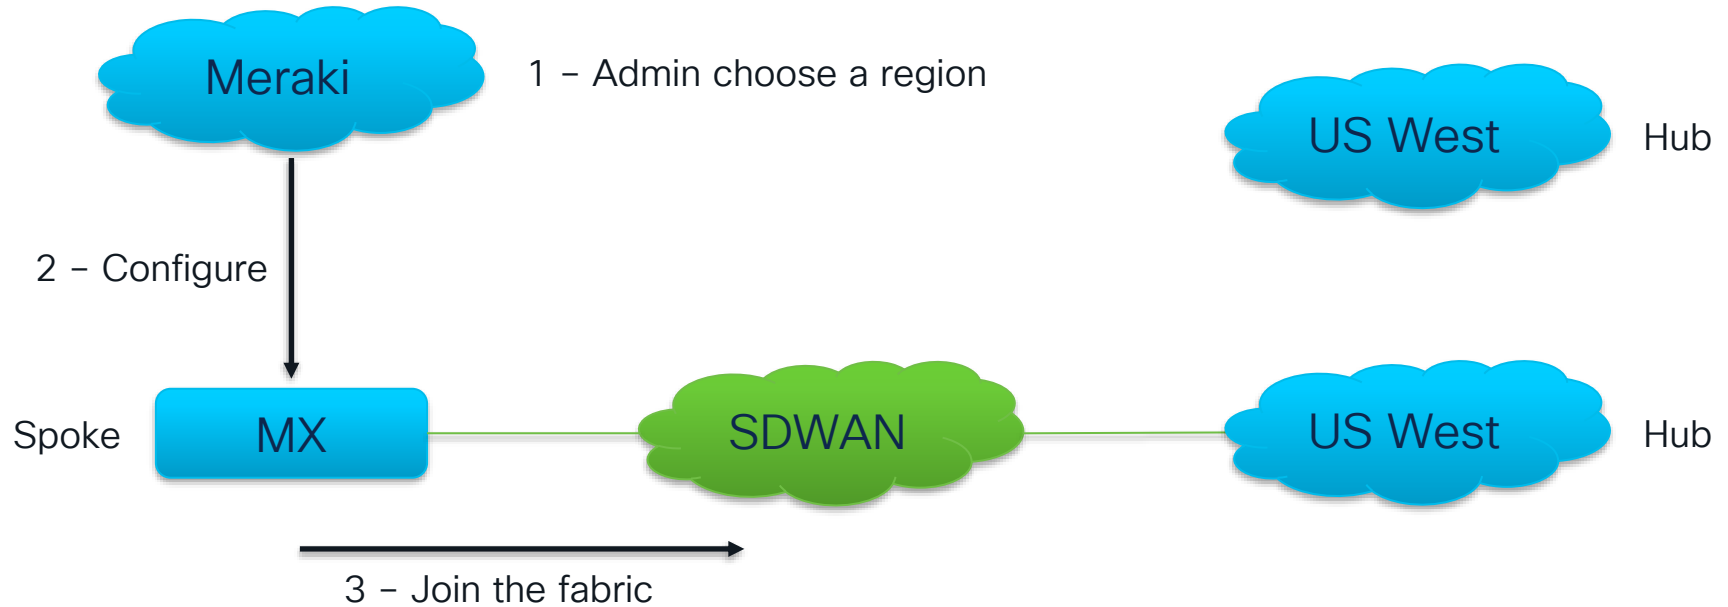 Meraki
1 – Admin choose a region
US West
Hub
2 – Configure
Spoke
MX
SDWAN
US West
Hub
3 – Join the fabric